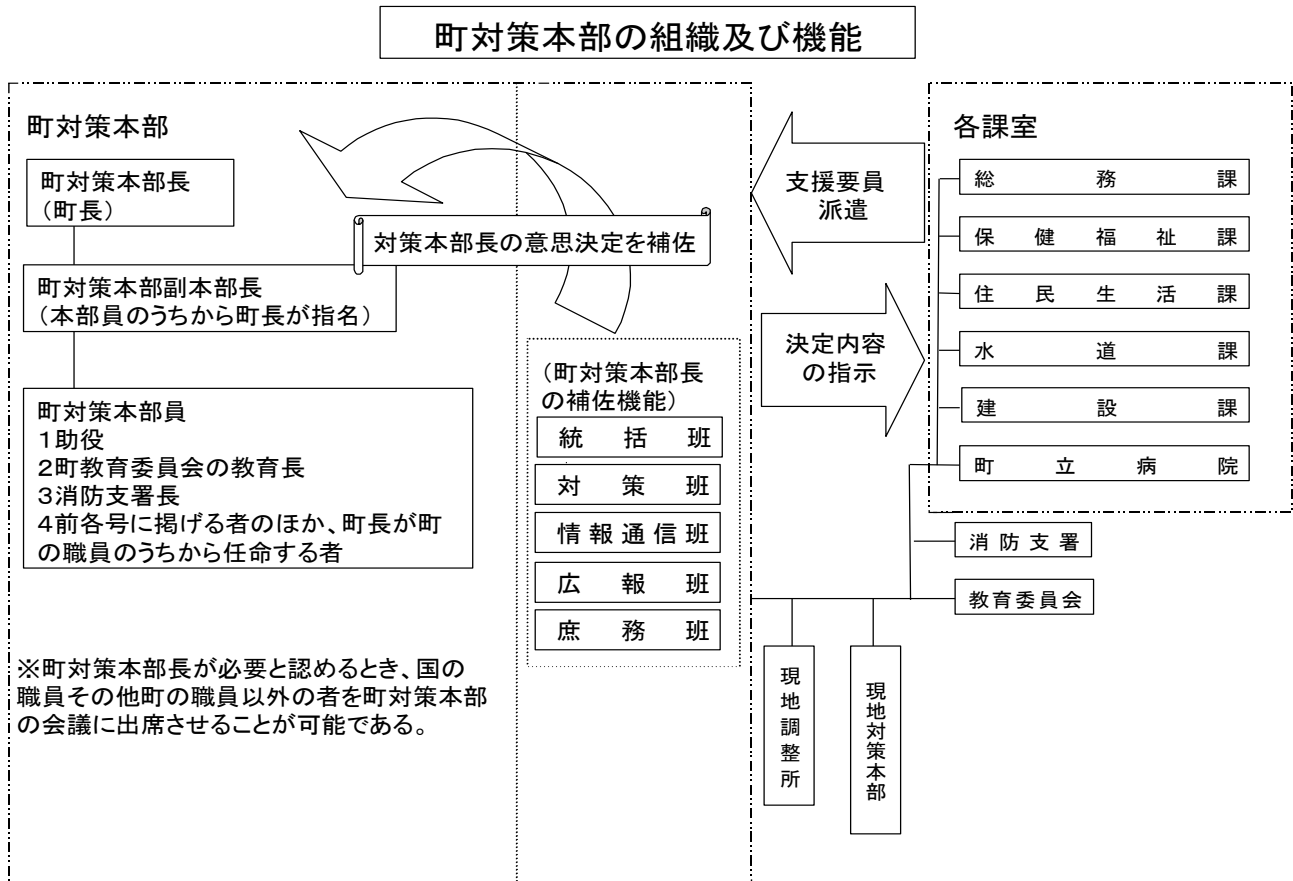 町対策本部の組織及び機能
町対策本部
町対策本部長
（町長）
対策本部長の意思決定を補佐
町対策本部副本部長
（本部員のうちから町長が指名）
町対策本部員
1助役
2町教育委員会の教育長
3消防支署長
4前各号に掲げる者のほか、町長が町
の職員のうちから任命する者
※町対策本部長が必要と認めるとき、国の
職員その他町の職員以外の者を町対策本部
の会議に出席させることが可能である。
（町対策本部長
の補佐機能）
統括班
対策班
情報通信班
広報班
庶務班
支援要員
派遣
決定内容
の指示
各課室
総務課
保健福祉課
住民生活課
水道課
建設課
町立病院
消防支署
教育委員会
現地調整所
現地対策本部